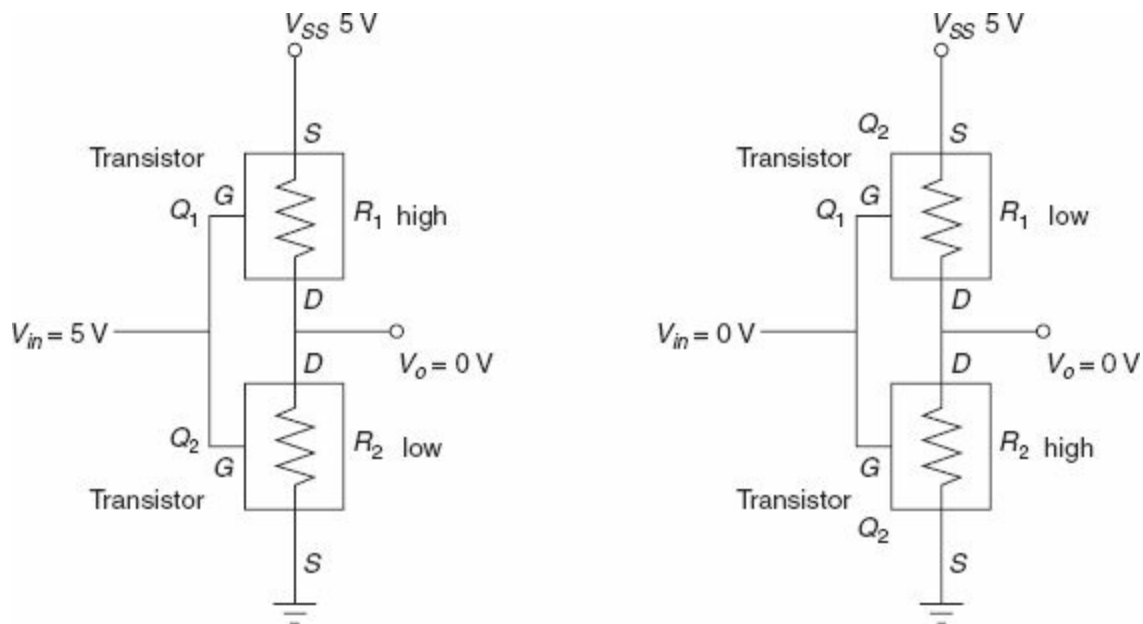 V_SS 5 V
S
Transistor
G
Q_1
R_1 high
D
V_in = 5 V
V_o = 0 V
D
Q_2
G
R_2 low
Transistor
S
V_SS 5 V
Q_2
S
Transistor
G
Q_1
R_1 low
D
V_in = 0 V
V_o = 0 V
D
G
R_2 high
Transistor
Q_2
S